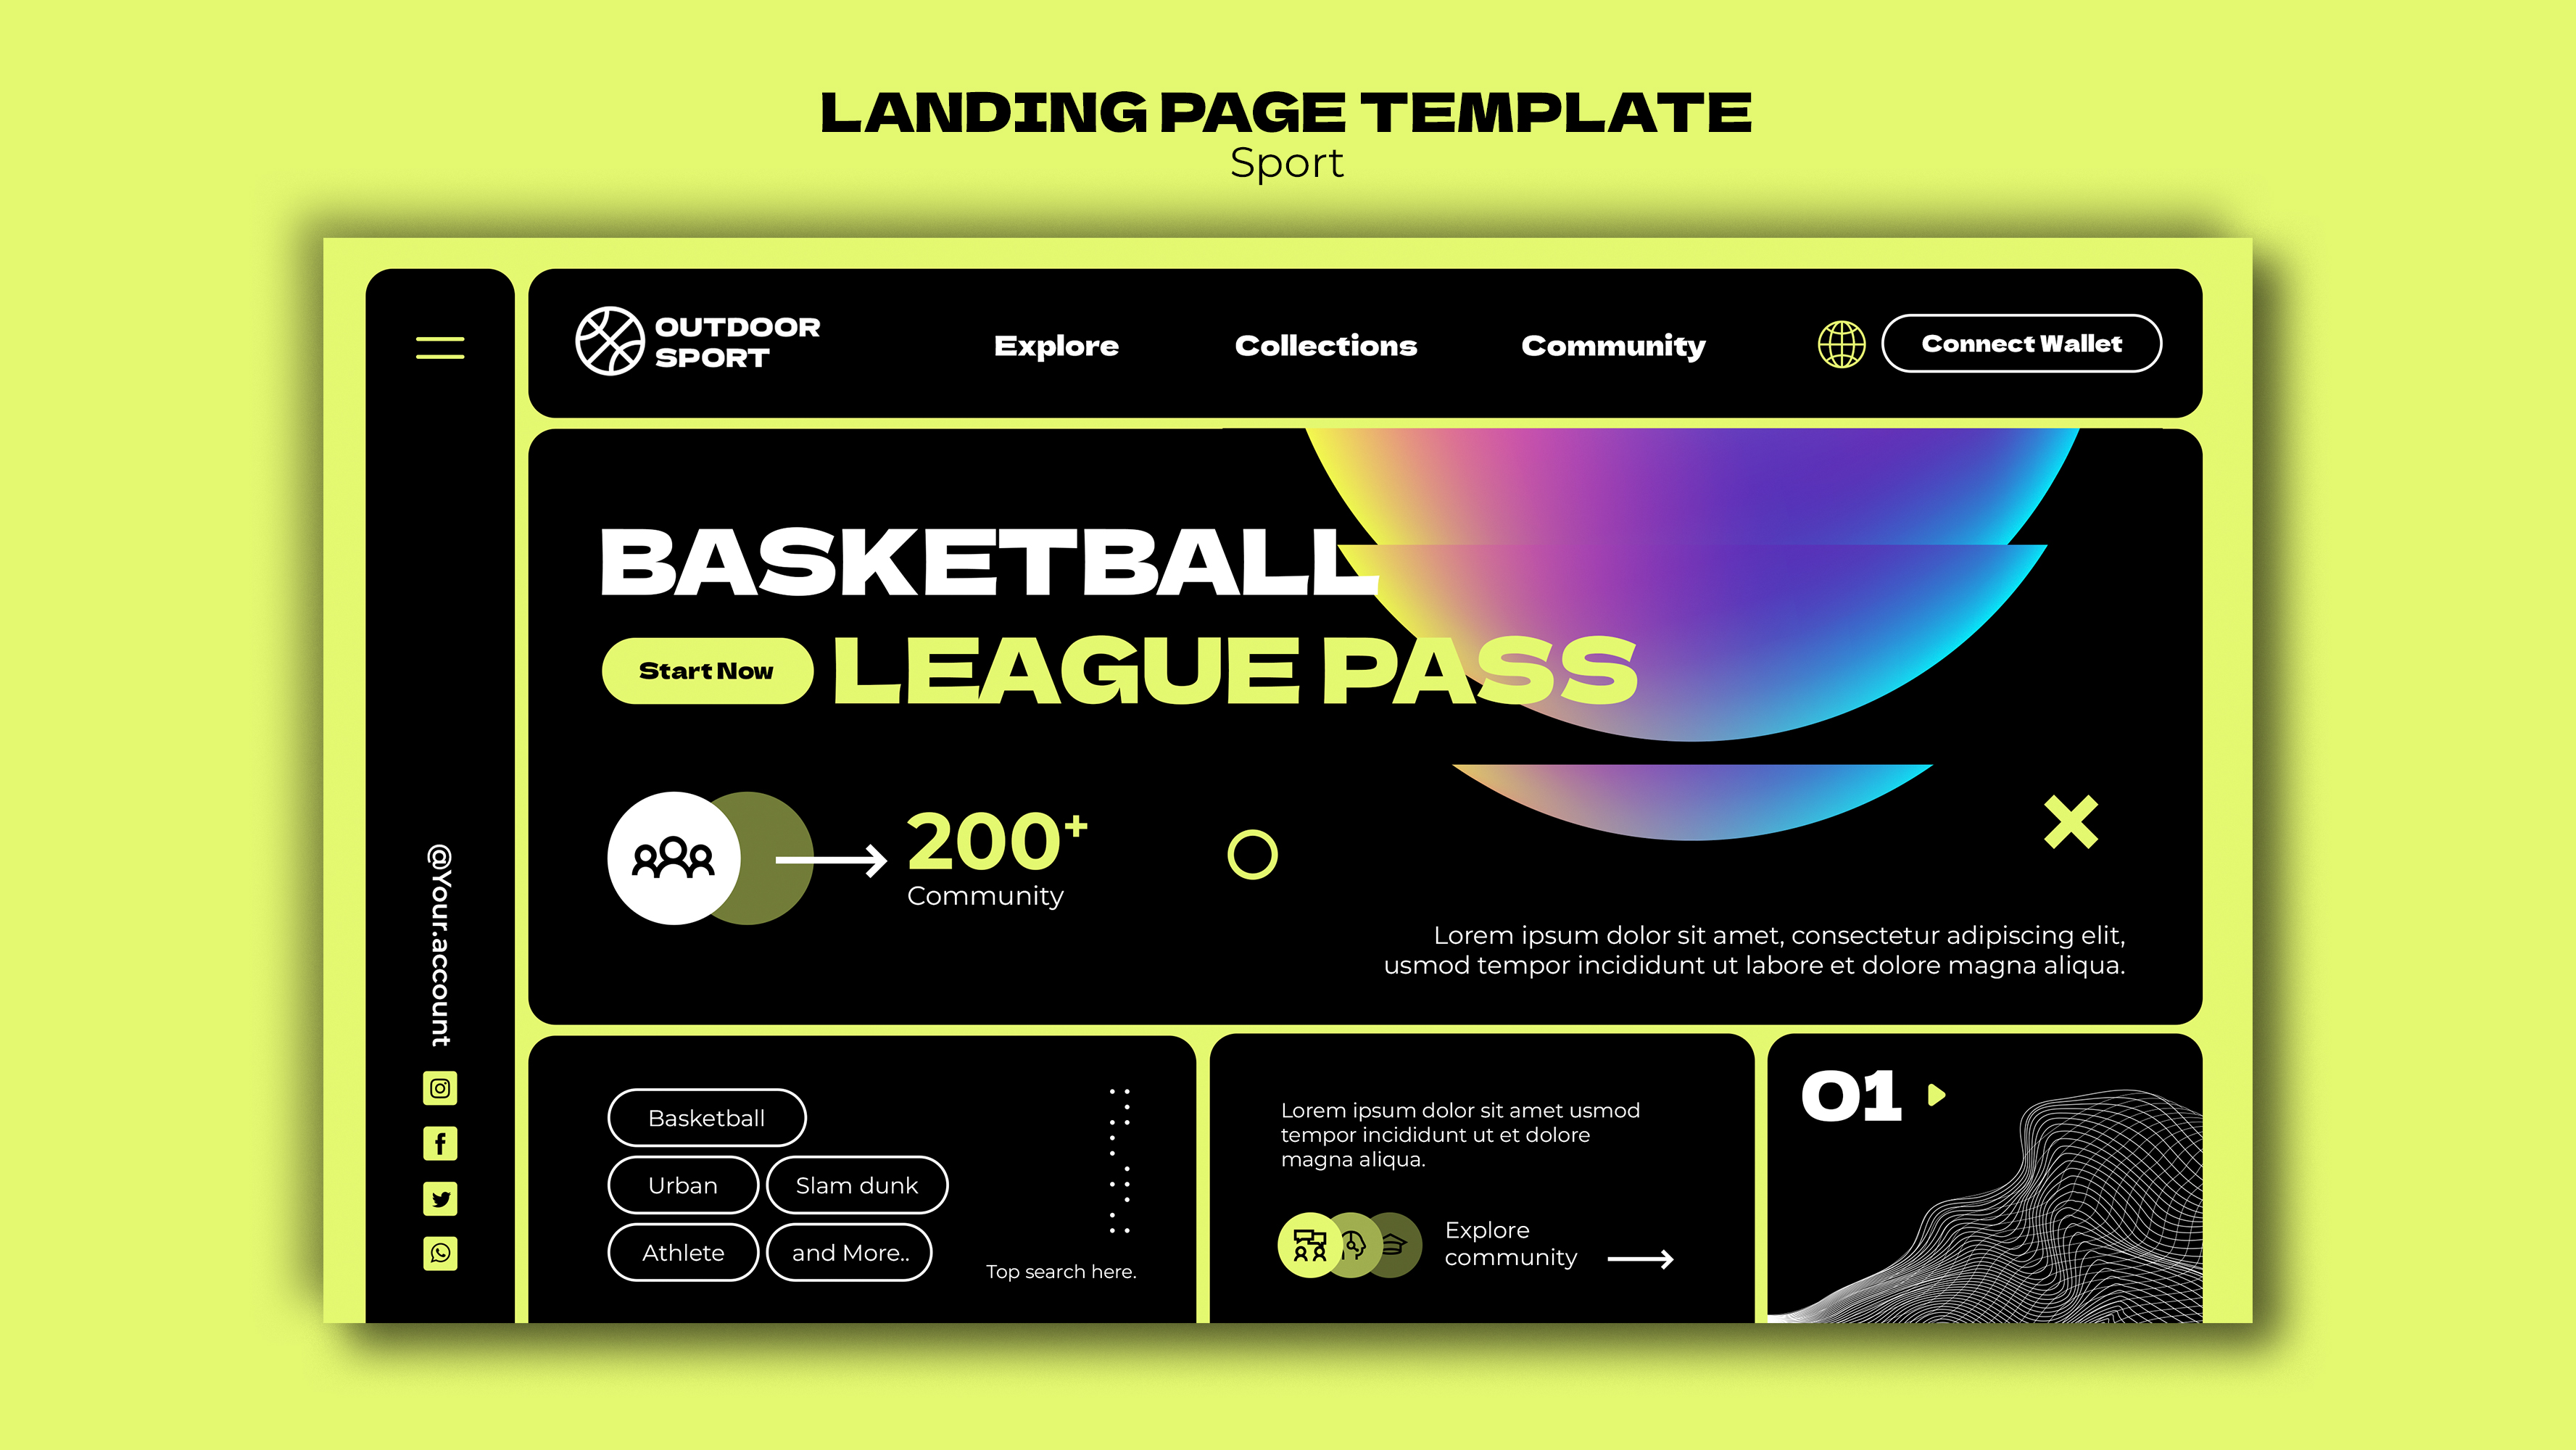 LANDING PAGE TEMPLATE
Sport
OUTDOOR
SPORT
Explore
Collections
Community
Connect Wallet
BASKETBALL
Start Now
LEAGUE PASS
200+
Community
Lorem ipsum dolor sit amet, consectetur adipiscing elit,
usmod tempor incididunt ut labore et dolore magna aliqua.
@Your.account
Basketball
Urban
Slam dunk
Athlete
and More..
Top search here.
Lorem ipsum dolor sit amet usmod
tempor incididunt ut et dolore
magna aliqua.
Explore
community
01